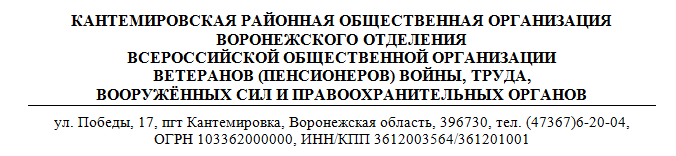 КАНТЕМИРОВСКАЯ РАЙОННАЯ ОБЩЕСТВЕННАЯ ОРГАНИЗАЦИЯ
ВОРОНЕЖСКОГО ОТДЕЛЕНИЯ
ВСЕРОССИЙСКОЙ ОБЩЕСТВЕННОЙ ОРГАНИЗАЦИИ
ВЕТЕРАНОВ (ПЕНСИОНЕРОВ) ВОЙНЫ, ТРУДА,
ВООРУЖЁННЫХ СИЛ И ПРАВООХРАНИТЕЛЬНЫХ ОРГАНОВ
ул. Победы, 17, пгт Кантемировка, Воронежская область, 396730, тел. (47367)6-20-04,
ОГРН 103362000000, ИНН/КПП 3612003564/361201001